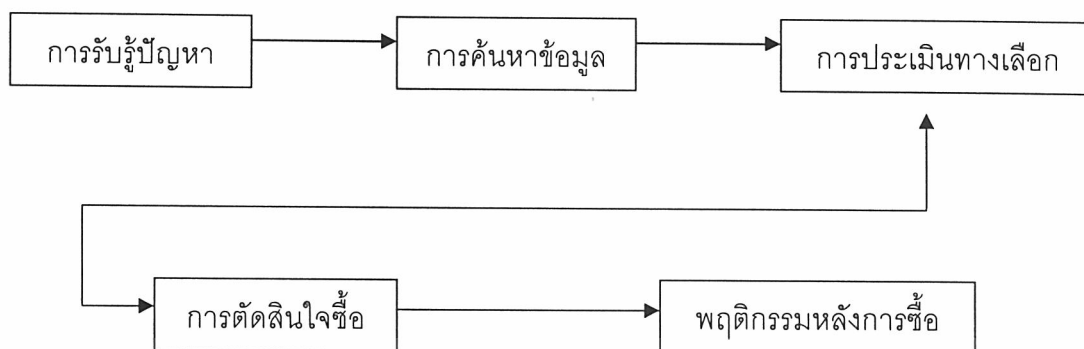 การรับรู้ปัญหา
การค้นหาข้อมูล
การประเมินทางเลือก
การตัดสินใจซื้อ
พฤติกรรมหลังการซื้อ